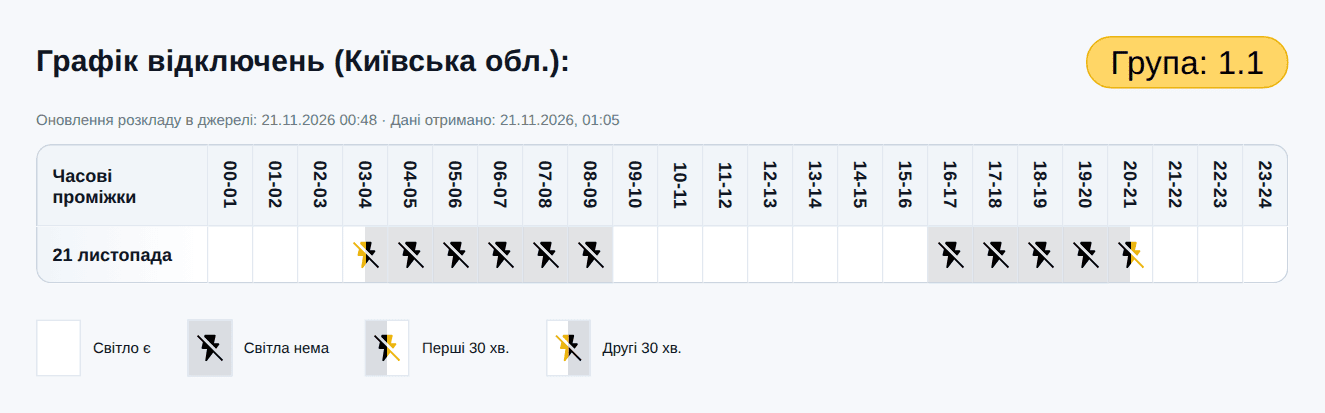 Графік відключень (Київська обл.):
Група: 1.1
Оновлення розкладу в джерелі: 21.11.2026 00:48 · Дані отримано: 21.11.2026, 01:05
Часові
проміжки
00-01
01-02
02-03
03-04
04-05
05-06
06-07
07-08
08-09
09-10
10-11
11-12
12-13
13-14
14-15
15-16
16-17
17-18
18-19
19-20
20-21
21-22
22-23
23-24
21 листопада
Світло є
Світла нема
Перші 30 хв.
Другі 30 хв.